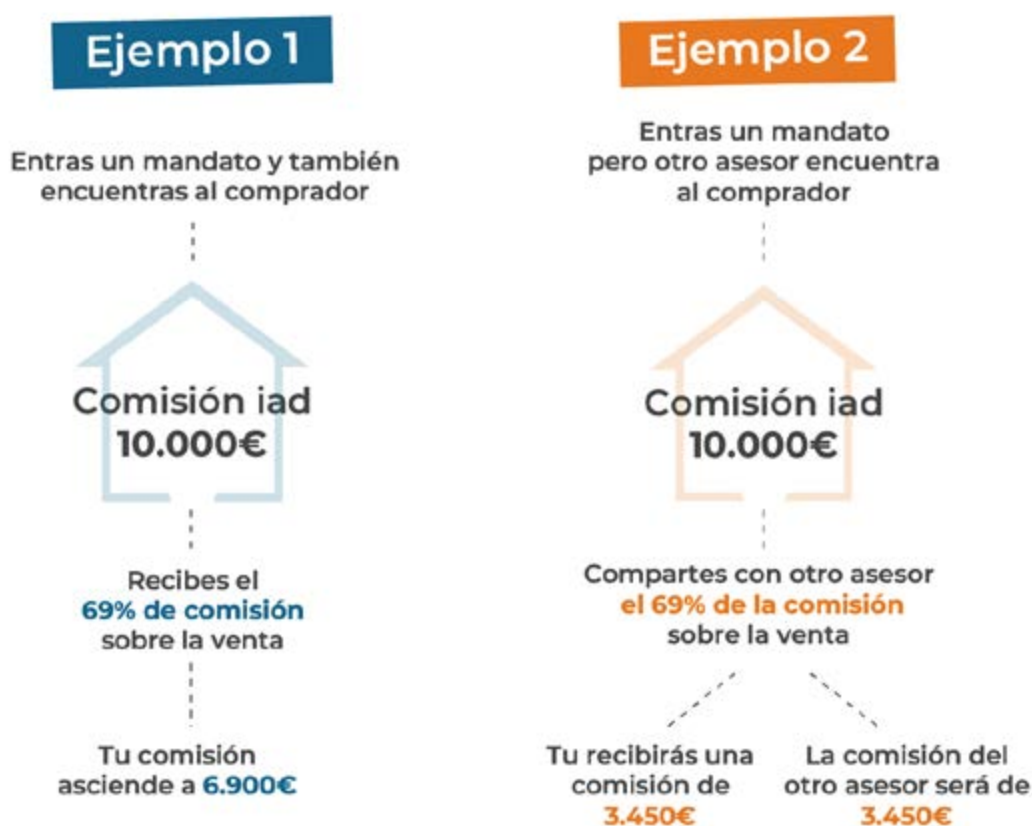 Ejemplo 1
Entras un mandato y también
encuentras al comprador
Comisión iad
10.000€
Recibes el
69% de comisión
sobre la venta
Tu comisión
asciende a 6.900€
Ejemplo 2
Entras un mandato
pero otro asesor encuentra
al comprador
Comisión iad
10.000€
Compartes con otro asesor
el 69% de la comisión
sobre la venta
Tu recibirás una
comisión de
3.450€
La comisión del
otro asesor será de
3.450€